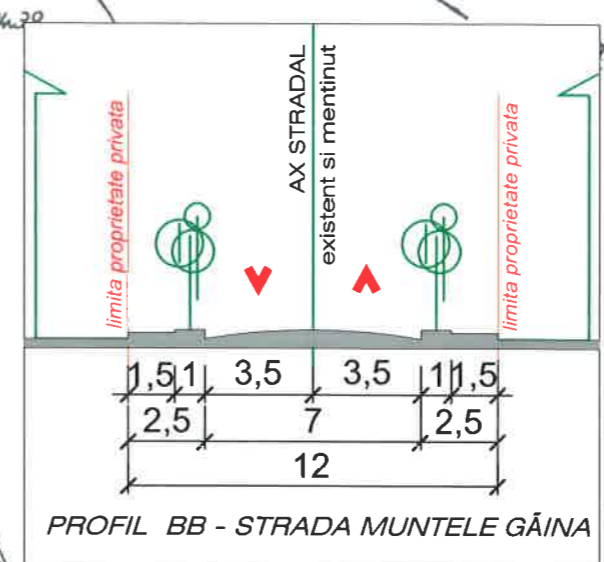 limita proprietate privata
AX STRADAL
existent si mentinut
limita proprietate privata
1,5 1 3,5 3,5 1 1,5
2,5 7 2,5
12
PROFIL BB - STRADA MUNTELE GĂINA